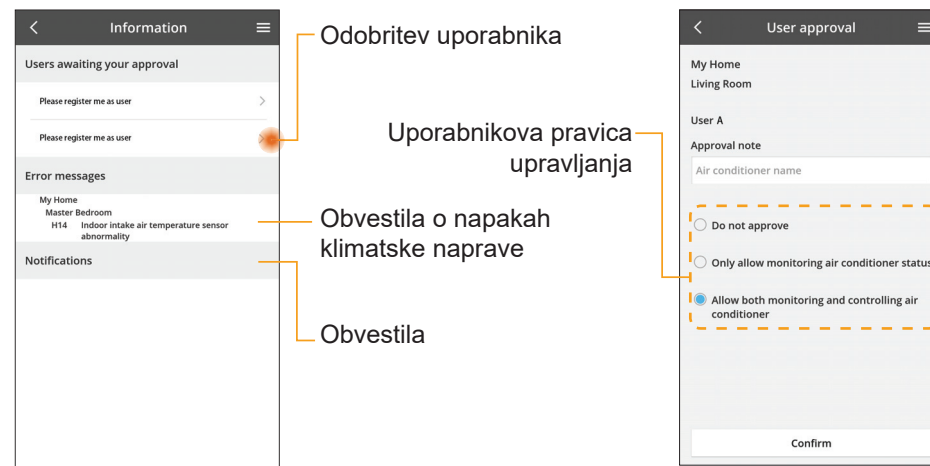 Information
Users awaiting your approval
Please register me as user
Please register me as user
Error messages
My Home
Master Bedroom
H14 Indoor intake air temperature sensor
abnormality
Notifications
Odobritev uporabnika
Uporabnikova pravica
upravljanja
Obvestila o napakah
klimatske naprave
Obvestila
User approval
My Home
Living Room
User A
Approval note
Air conditioner name
Do not approve
Only allow monitoring air conditioner status
Allow both monitoring and controlling air
conditioner
Confirm